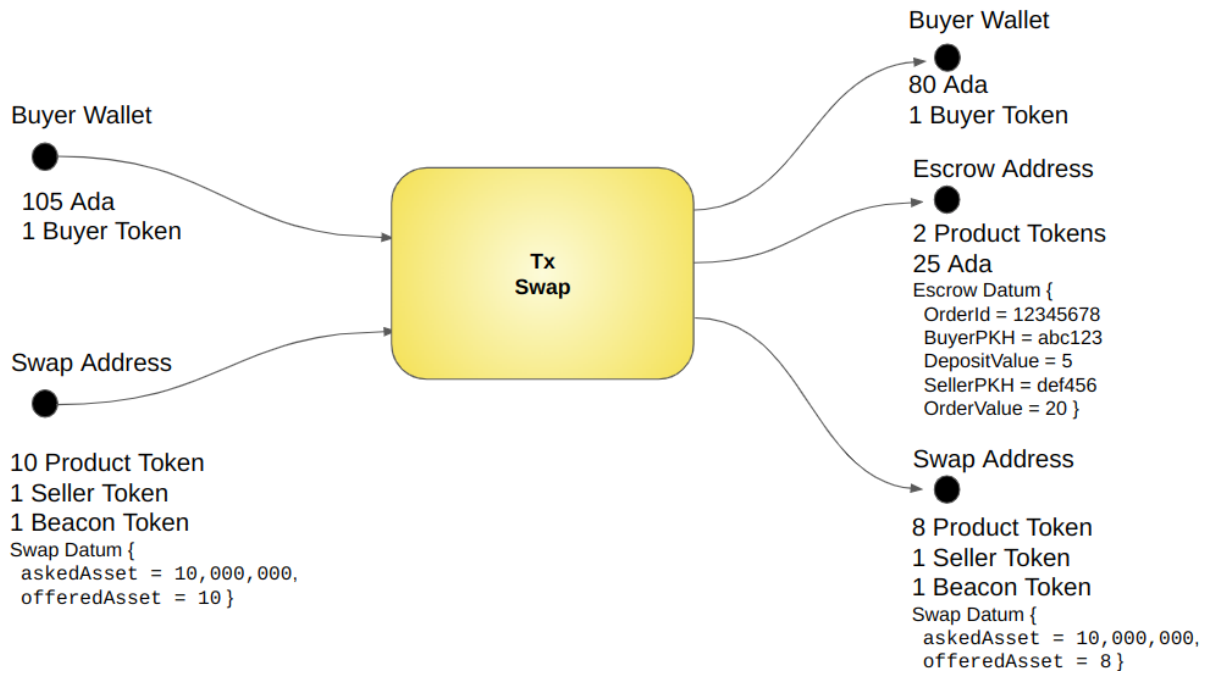 Buyer Wallet
105 Ada
1 Buyer Token
Swap Address
10 Product Token
1 Seller Token
1 Beacon Token
Swap Datum {
askedAsset = 10,000,000,
offeredAsset = 10 }
Tx
Swap
Buyer Wallet
80 Ada
1 Buyer Token
Escrow Address
2 Product Tokens
25 Ada
Escrow Datum {
OrderId = 12345678
BuyerPKH = abc123
DepositValue = 5
SellerPKH = def456
OrderValue = 20 }
Swap Address
8 Product Token
1 Seller Token
1 Beacon Token
Swap Datum {
askedAsset = 10,000,000,
offeredAsset = 8 }